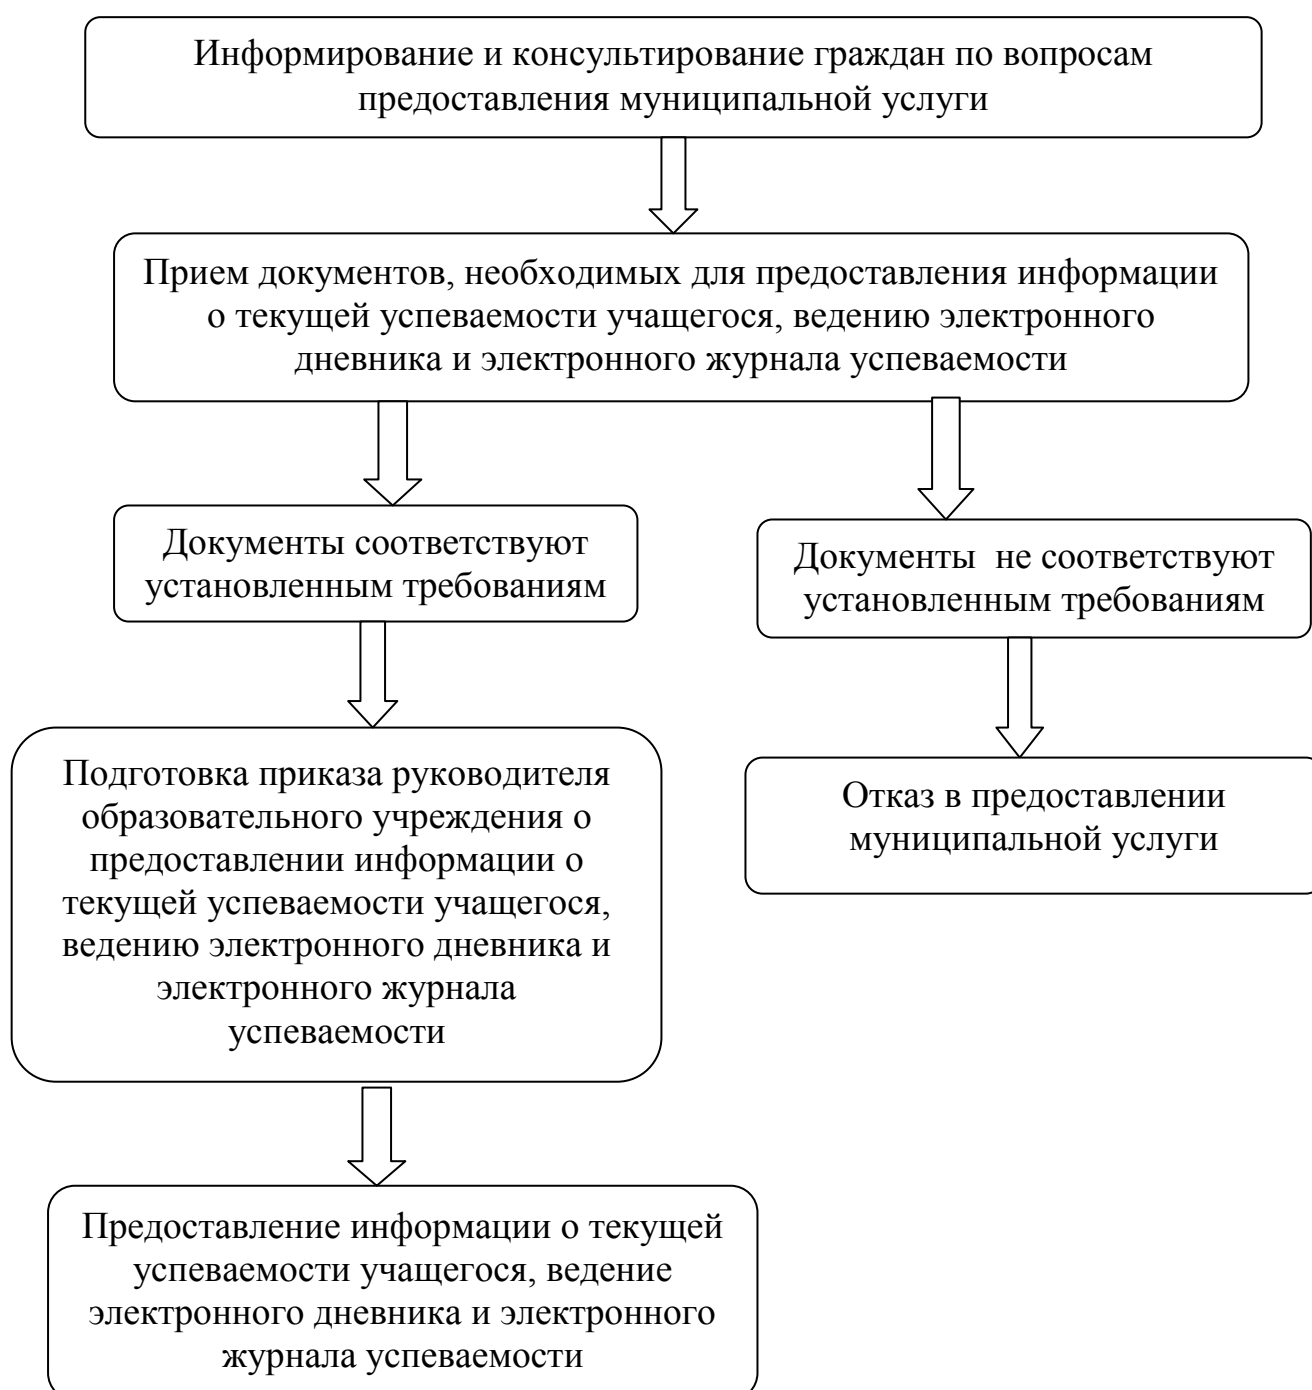 Информирование и консультирование граждан по вопросам
предоставления муниципальной услуги
Прием документов, необходимых для предоставления информации
о текущей успеваемости учащегося, ведению электронного
дневника и электронного журнала успеваемости
Документы соответствуют
установленным требованиям
Документы  не соответствуют
установленным требованиям
Подготовка приказа руководителя
образовательного учреждения о
предоставлении информации о
текущей успеваемости учащегося,
ведению электронного дневника и
электронного журнала
успеваемости
Отказ в предоставлении
муниципальной услуги
Предоставление информации о текущей
успеваемости учащегося, ведение
электронного дневника и электронного
журнала успеваемости